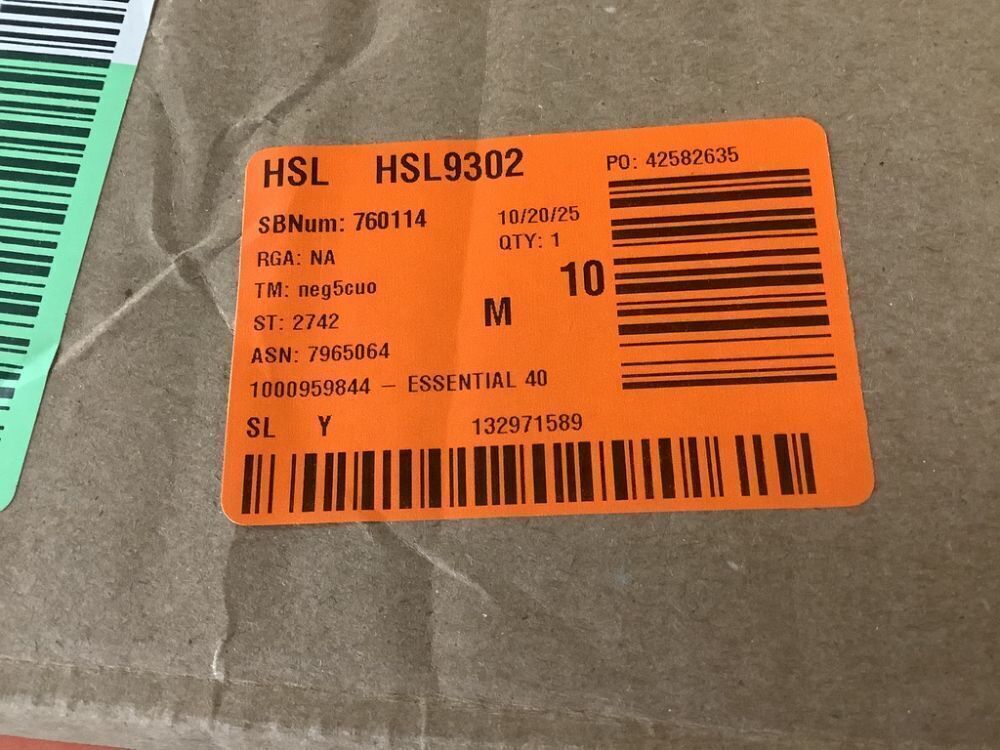 HSL HSL9302 PO: 42582635
SBNum: 760114 10/20/25
RGA: NA QTY: 1
TM: neg5cuo 10
ST: 2742 M
ASN: 7965064
1000959844 – ESSENTIAL 40
SL Y 132971589